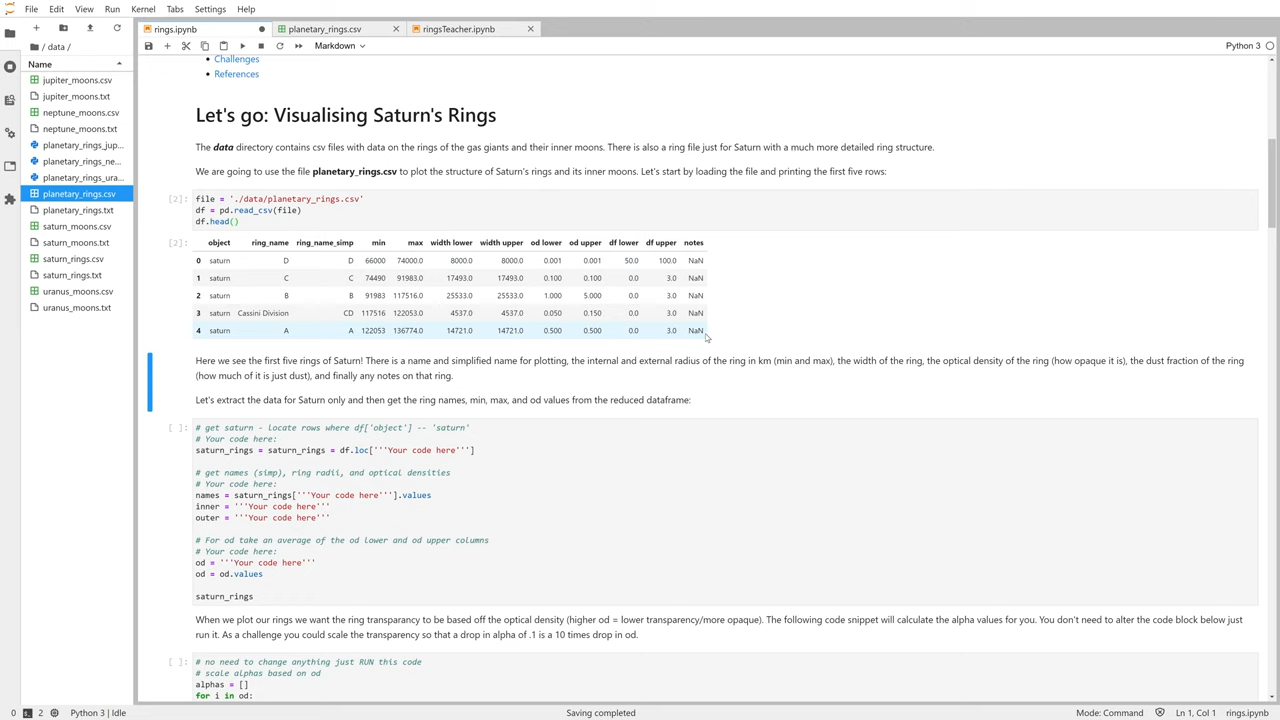 File Edit View Run Kernel Tabs Settings Help
rings.ipynb planetary_rings.csv ringsTeacher.ipynb
Markdown Python 3
/ data /
Name
jupiter_moons.csv
jupiter_moons.txt
neptune_moons.csv
neptune_moons.txt
planetary_rings_jup...
planetary_rings_ne...
planetary_rings_ura...
planetary_rings.csv
planetary_rings.txt
saturn_moons.csv
saturn_moons.txt
saturn_rings.csv
saturn_rings.txt
uranus_moons.csv
uranus_moons.txt
Challenges
References
Let's go: Visualising Saturn's Rings
The data directory contains csv files with data on the rings of the gas giants and their inner moons. There is also a ring file just for Saturn with a much more detailed ring structure.
We are going to use the file planetary_rings.csv to plot the structure of Saturn's rings and its inner moons. Let's start by loading the file and printing the first five rows:
[2]: file = './data/planetary_rings.csv'
df = pd.read_csv(file)
df.head()
[2]: object ring_name ring_name_simp min max width lower width upper od lower od upper df lower df upper notes
0 saturn D D 66000 74000.0 8000.0 8000.0 0.001 0.001 50.0 100.0 NaN
1 saturn C C 74490 91983.0 17493.0 17493.0 0.100 0.100 0.0 3.0 NaN
2 saturn B B 91983 117516.0 25533.0 25533.0 1.000 5.000 0.0 3.0 NaN
3 saturn Cassini Division CD 117516 122053.0 4537.0 4537.0 0.050 0.150 0.0 3.0 NaN
4 saturn A A 122053 136774.0 14721.0 14721.0 0.500 0.500 0.0 3.0 NaN
Here we see the first five rings of Saturn! There is a name and simplified name for plotting, the internal and external radius of the ring in km (min and max), the width of the ring, the optical density of the ring (how opaque it is), the dust fraction of the ring
(how much of it is just dust), and finally any notes on that ring.
Let's extract the data for Saturn only and then get the ring names, min, max, and od values from the reduced dataframe:
[ ]: # get saturn - locate rows where df['object'] -- 'saturn'
# Your code here:
saturn_rings = saturn_rings = df.loc['''Your code here''']
# get names (simp), ring radii, and optical densities
# Your code here:
names = saturn_rings['''Your code here'''].values
inner = '''Your code here'''
outer = '''Your code here'''
# For od take an average of the od lower and od upper columns
# Your code here:
od = '''Your code here'''
od = od.values
saturn_rings
When we plot our rings we want the ring transparancy to be based off the optical density (higher od = lower transparency/more opaque). The following code snippet will calculate the alpha values for you. You don't need to alter the code block below just
run it. As a challenge you could scale the transparency so that a drop in alpha of .1 is a 10 times drop in od.
[ ]: # no need to change anything just RUN this code
# scale alphas based on od
alphas = []
for i in od:
0 2 Python 3 | Idle Saving completed Mode: Command Ln 1, Col 1 rings.ipynb